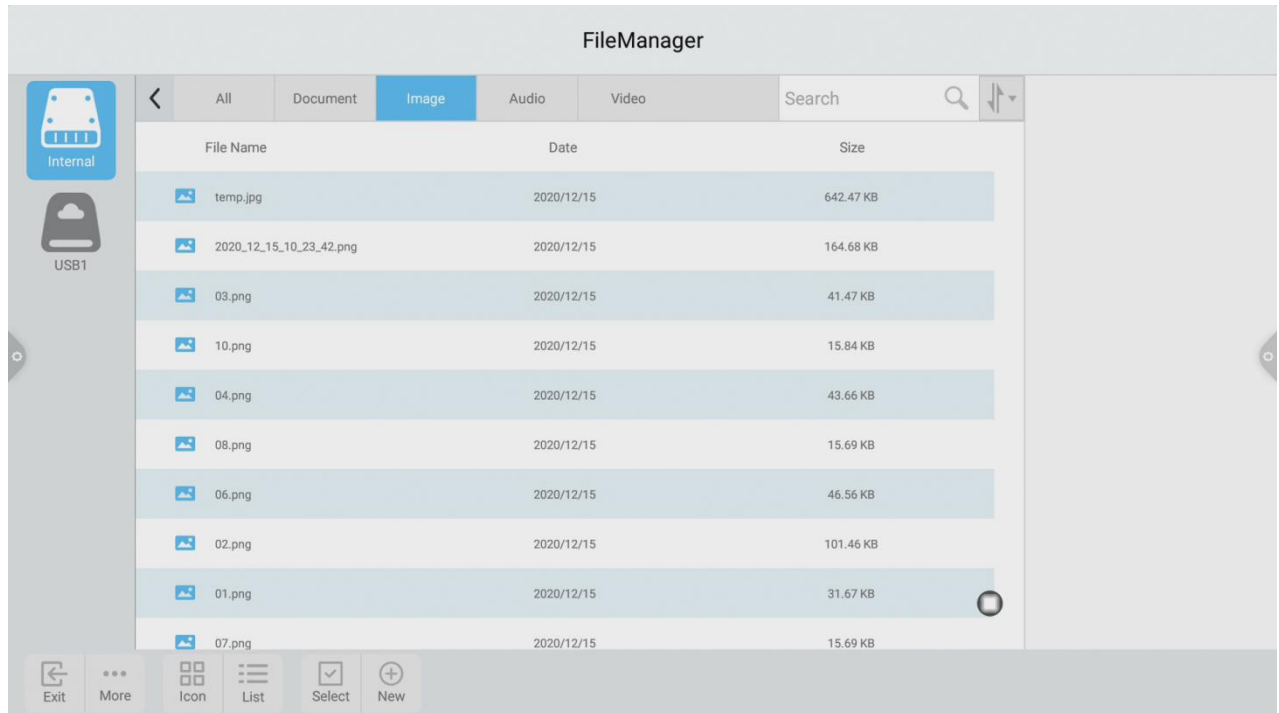 FileManager
Internal
USB1
All Document Image Audio Video Search
File Name Date Size
temp.jpg 2020/12/15 642.47 KB
2020_12_15_10_23_42.png 2020/12/15 164.68 KB
03.png 2020/12/15 41.47 KB
10.png 2020/12/15 15.84 KB
04.png 2020/12/15 43.66 KB
08.png 2020/12/15 15.69 KB
06.png 2020/12/15 46.56 KB
02.png 2020/12/15 101.46 KB
01.png 2020/12/15 31.67 KB
07.png 2020/12/15 15.69 KB
Exit More Icon List Select New